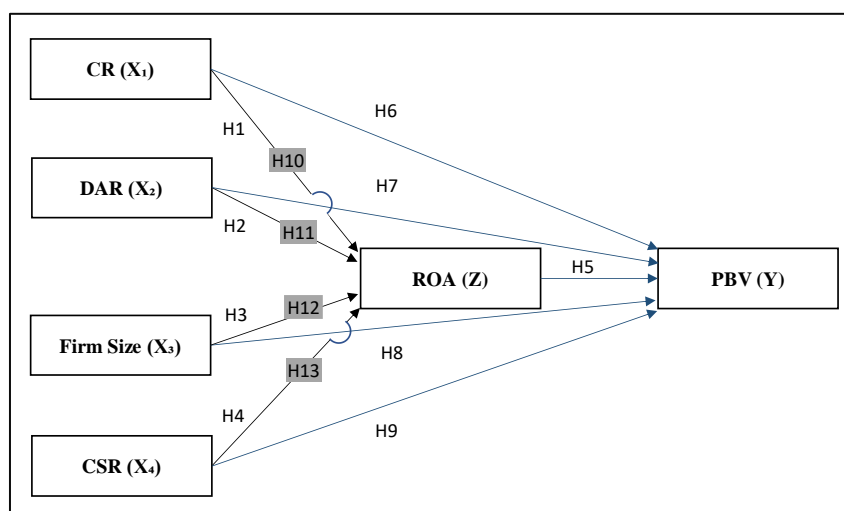 CR (X₁)
H6
H1
H10
DAR (X₂)
H7
H2
H11
ROA (Z)
H5
PBV (Y)
H3
H12
Firm Size (X₃)
H8
H13
H4
H9
CSR (X₄)